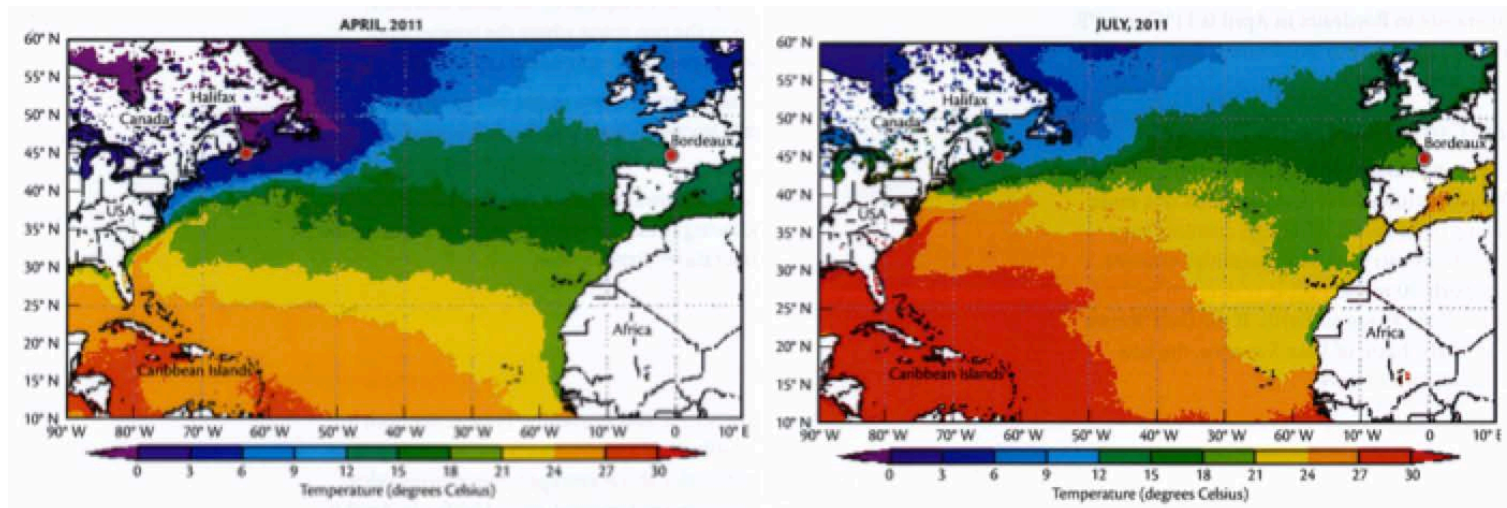 APRIL, 2011
60° N
55° N
50° N
45° N
40° N
35° N
30° N
25° N
20° N
15° N
10° N
Halifax
Canada
Bordeaux
USA
Africa
Caribbean Islands
90° W 80° W 70° W 60° W 50° W 40° W 30° W 20° W 10° W 0 10° E
0 3 6 9 12 15 18 21 24 27 30
Temperature (degrees Celsius)
JULY, 2011
60° N
55° N
50° N
45° N
40° N
35° N
30° N
25° N
20° N
15° N
10° N
Halifax
Canada
Bordeaux
USA
Africa
Caribbean Islands
90° W 80° W 70° W 60° W 50° W 40° W 30° W 20° W 10° W 0 10° E
0 3 6 9 12 15 18 21 24 27 30
Temperature (degrees Celsius)